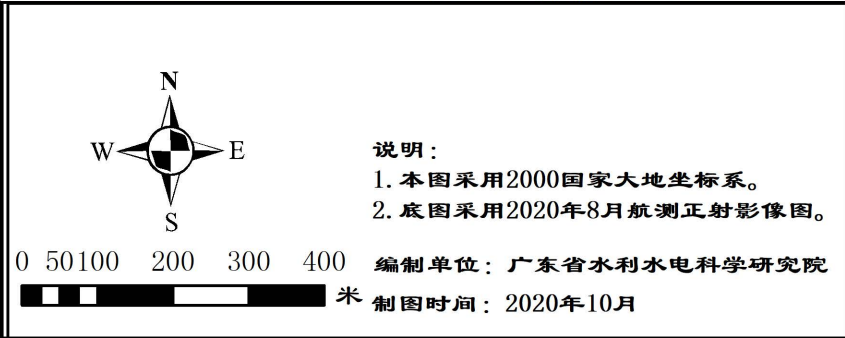 N
W E
S
说明：
1. 本图采用2000国家大地坐标系。
2. 底图采用2020年8月航测正射影像图。
0 50 100 200 300 400
米
编制单位：广东省水利水电科学研究院
制图时间：2020年10月